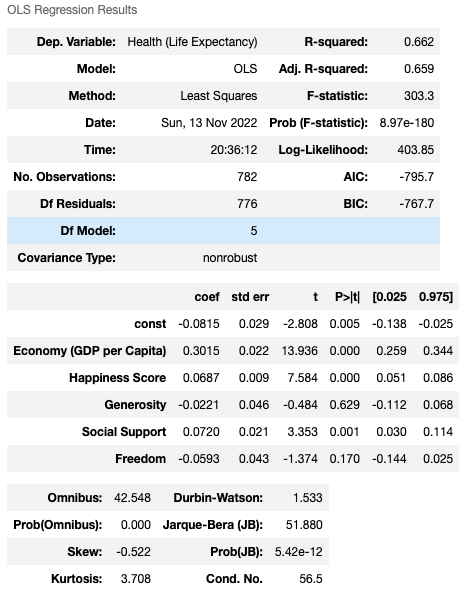 OLS Regression Results
Dep. Variable: Health (Life Expectancy) R-squared: 0.662
Model: OLS Adj. R-squared: 0.659
Method: Least Squares F-statistic: 303.3
Date: Sun, 13 Nov 2022 Prob (F-statistic): 8.97e-180
Time: 20:36:12 Log-Likelihood: 403.85
No. Observations: 782 AIC: -795.7
Df Residuals: 776 BIC: -767.7
Df Model: 5
Covariance Type: nonrobust
coef std err t P>|t| [0.025 0.975]
const -0.0815 0.029 -2.808 0.005 -0.138 -0.025
Economy (GDP per Capita) 0.3015 0.022 13.936 0.000 0.259 0.344
Happiness Score 0.0687 0.009 7.584 0.000 0.051 0.086
Generosity -0.0221 0.046 -0.484 0.629 -0.112 0.068
Social Support 0.0720 0.021 3.353 0.001 0.030 0.114
Freedom -0.0593 0.043 -1.374 0.170 -0.144 0.025
Omnibus: 42.548 Durbin-Watson: 1.533
Prob(Omnibus): 0.000 Jarque-Bera (JB): 51.880
Skew: -0.522 Prob(JB): 5.42e-12
Kurtosis: 3.708 Cond. No. 56.5